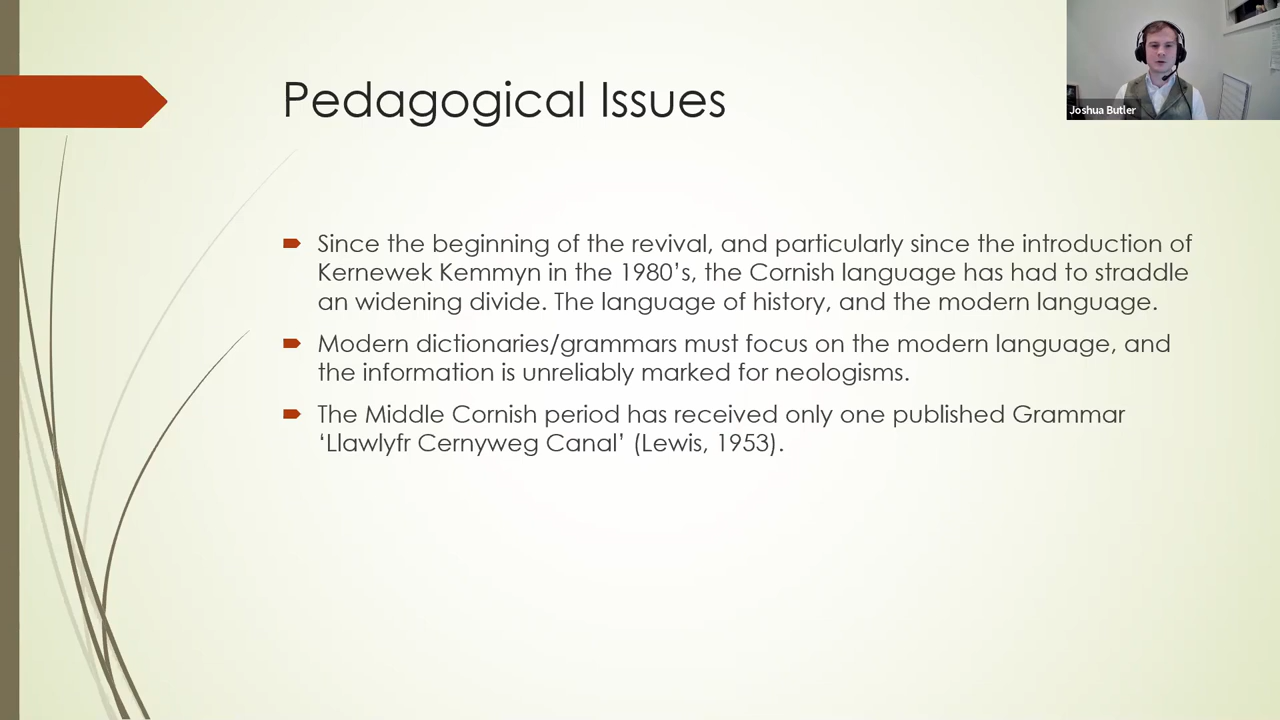 Pedagogical Issues
Joshua Butler
Since the beginning of the revival, and particularly since the introduction of
Kernewek Kemmyn in the 1980’s, the Cornish language has had to straddle
an widening divide. The language of history, and the modern language.
Modern dictionaries/grammars must focus on the modern language, and
the information is unreliably marked for neologisms.
The Middle Cornish period has received only one published Grammar
‘Llawlyfr Cernyweg Canal’ (Lewis, 1953).